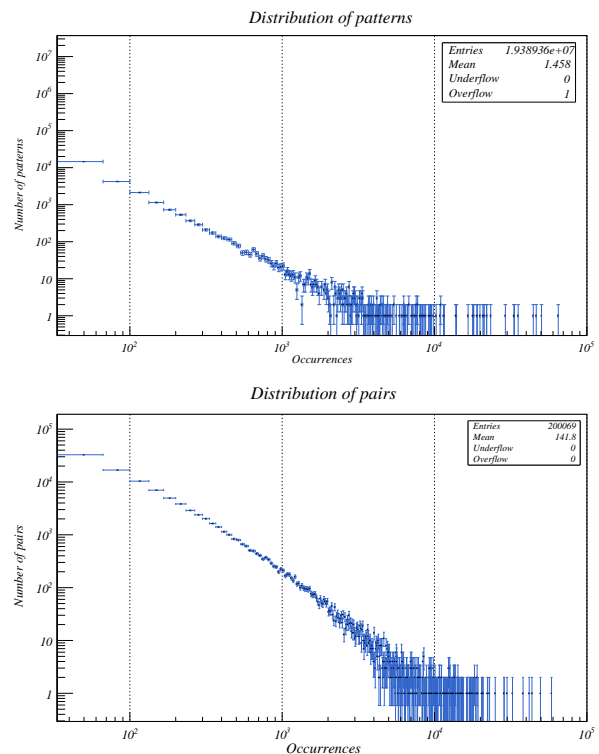 Distribution of patterns
Entries 1.938936e+07
Mean 1.458
Underflow 0
Overflow 1
Number of patterns
10^7
10^6
10^5
10^4
10^3
10^2
10
1
10^2 10^3 10^4 10^5
Occurrences
Distribution of pairs
Entries 200069
Mean 141.8
Underflow 0
Overflow 0
Number of pairs
10^5
10^4
10^3
10^2
10
1
10^2 10^3 10^4 10^5
Occurrences